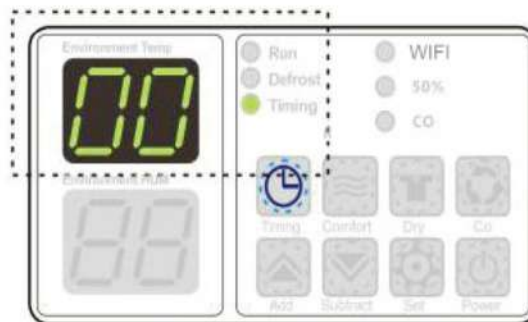 Environment Temp
00
Environment Humi
88
Run
Defrost
Timing
WIFI
50%
CO
Timing Comfort Dry Co
Add Subtract Set Power